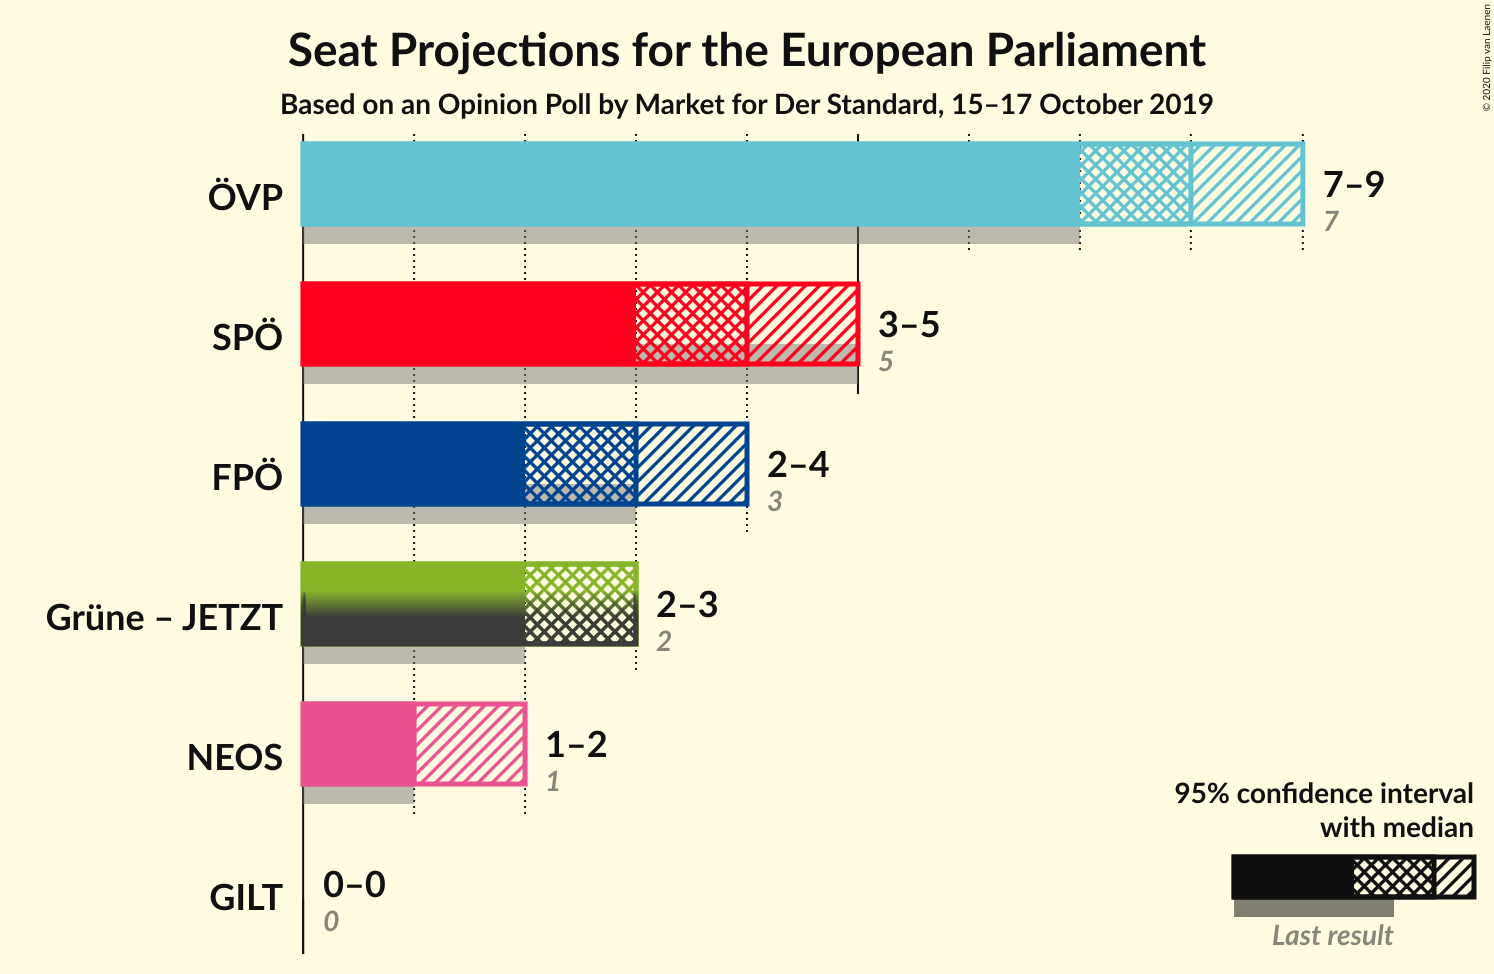 Seat Projections for the European Parliament
Based on an Opinion Poll by Market for Der Standard, 15–17 October 2019
© 2020 Filip van Laenen
ÖVP
7–9
7
SPÖ
3–5
5
FPÖ
2–4
3
Grüne – JETZT
2–3
2
NEOS
1–2
1
GILT
0–0
0
95% confidence interval
with median
Last result